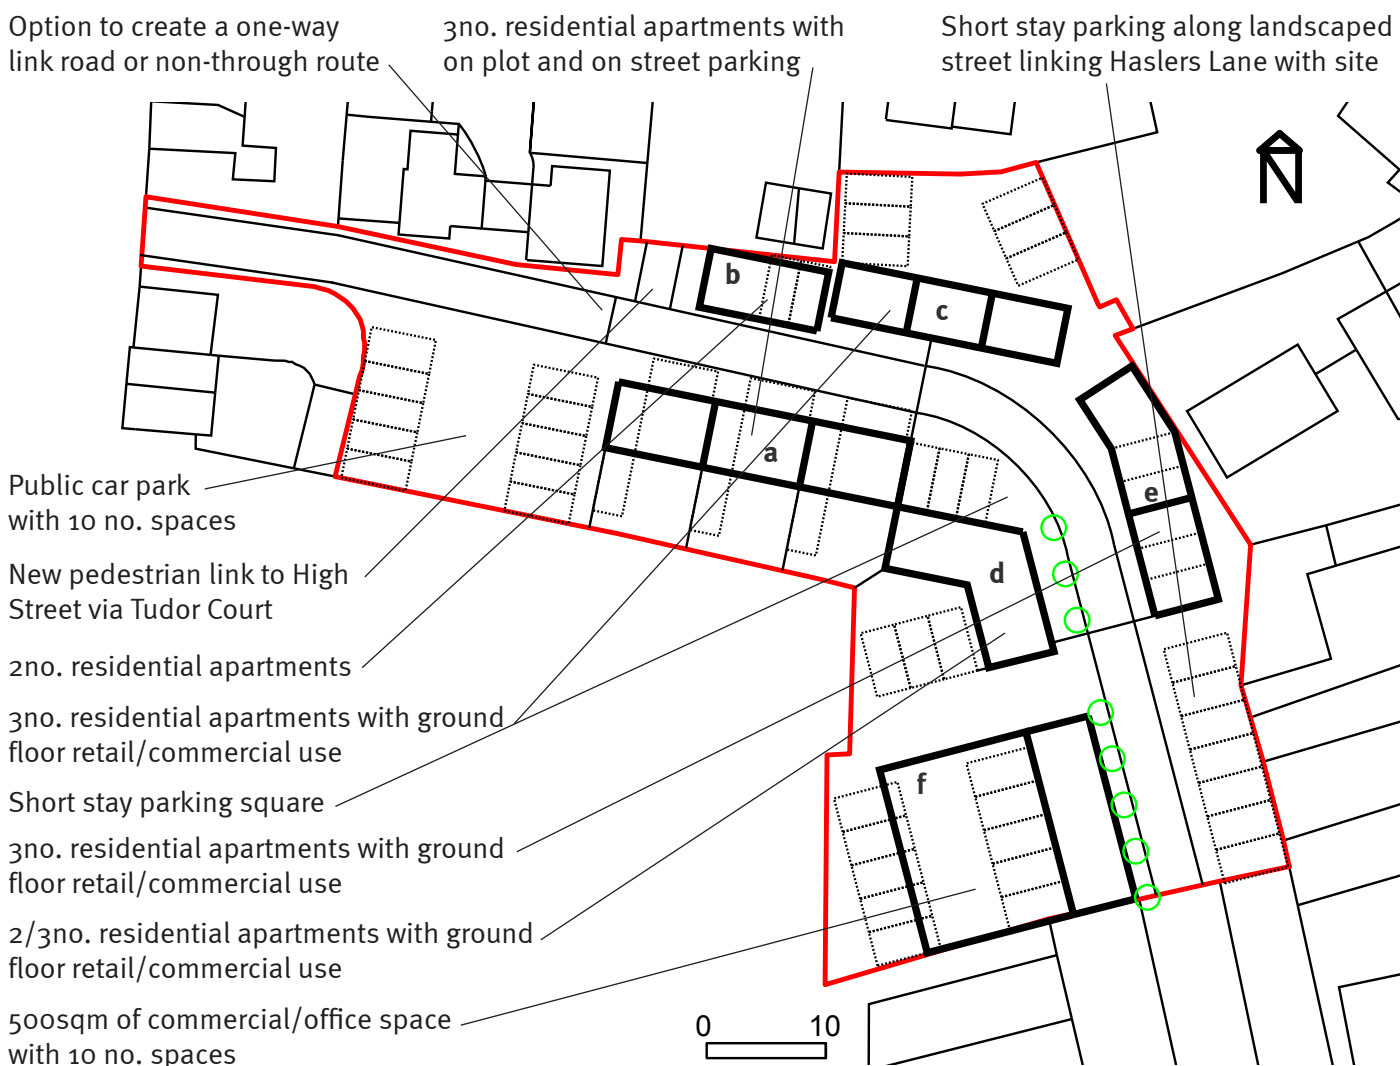 Option to create a one-way
link road or non-through route
3no. residential apartments with
on plot and on street parking
Short stay parking along landscaped
street linking Haslers Lane with site
N
b
c
a
e
d
f
Public car park
with 10 no. spaces
New pedestrian link to High
Street via Tudor Court
2no. residential apartments
3no. residential apartments with ground
floor retail/commercial use
Short stay parking square
3no. residential apartments with ground
floor retail/commercial use
2/3no. residential apartments with ground
floor retail/commercial use
500sqm of commercial/office space
with 10 no. spaces
0 10